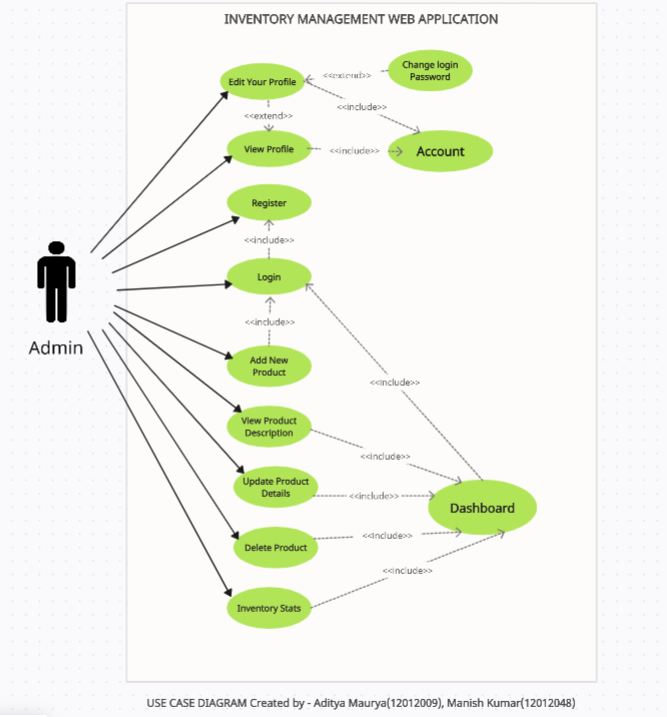 INVENTORY MANAGEMENT WEB APPLICATION
Change login
Password
Edit Your Profile
<<extend>>
<<include>>
<<extend>>
View Profile
<<include>>
Account
Register
<<include>>
Login
<<include>>
Admin
Add New
Product
<<include>>
View Product
Description
<<include>>
Update Product
Details
<<include>>
Dashboard
<<include>>
Delete Product
<<include>>
Inventory Stats
USE CASE DIAGRAM Created by - Aditya Maurya(12012009), Manish Kumar(12012048)